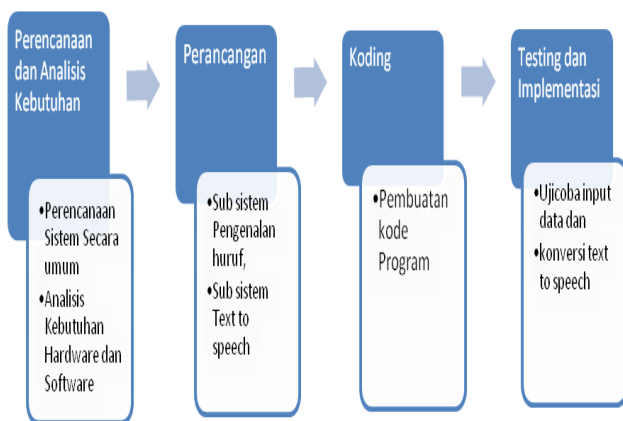 Perencanaan
dan Analisis
Kebutuhan
•Perencanaan
Sistem Secara
umum
•Analisis
Kebutuhan
Hardware dan
Software
Perancangan
•Sub sistem
Pengenalan
huruf,
•Sub sistem
Text to
speech
Koding
•Pembuatan
kode
Program
Testing dan
Implementasi
•Ujicoba input
data dan
•konversi text
to speech